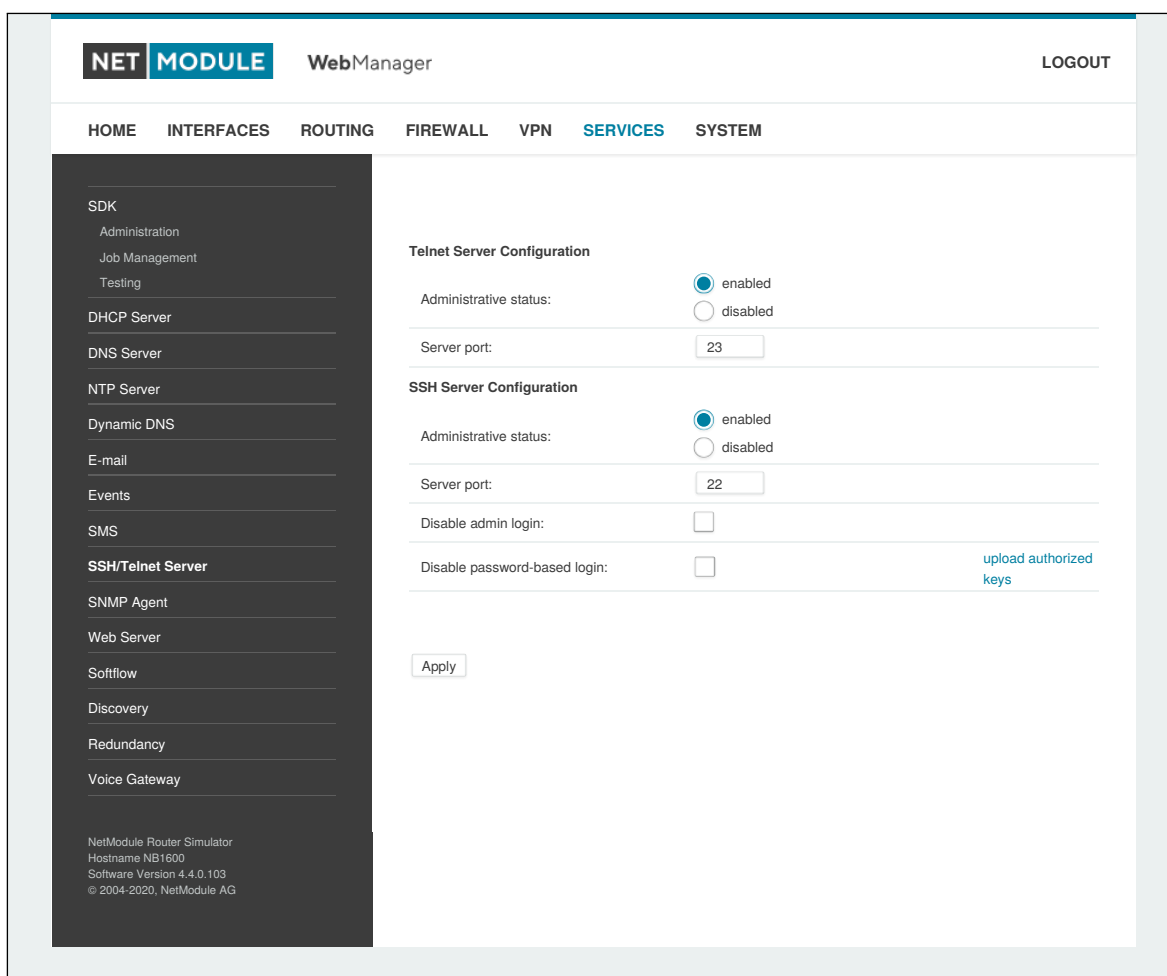 NET MODULE WebManager LOGOUT
HOME INTERFACES ROUTING FIREWALL VPN SERVICES SYSTEM
SDK
Administration
Job Management
Testing
DHCP Server
DNS Server
NTP Server
Dynamic DNS
E-mail
Events
SMS
SSH/Telnet Server
SNMP Agent
Web Server
Softflow
Discovery
Redundancy
Voice Gateway
NetModule Router Simulator
Hostname NB1600
Software Version 4.4.0.103
© 2004-2020, NetModule AG
Telnet Server Configuration
Administrative status:
enabled
disabled
Server port: 23
SSH Server Configuration
Administrative status:
enabled
disabled
Server port: 22
Disable admin login:
Disable password-based login:
upload authorized
keys
Apply